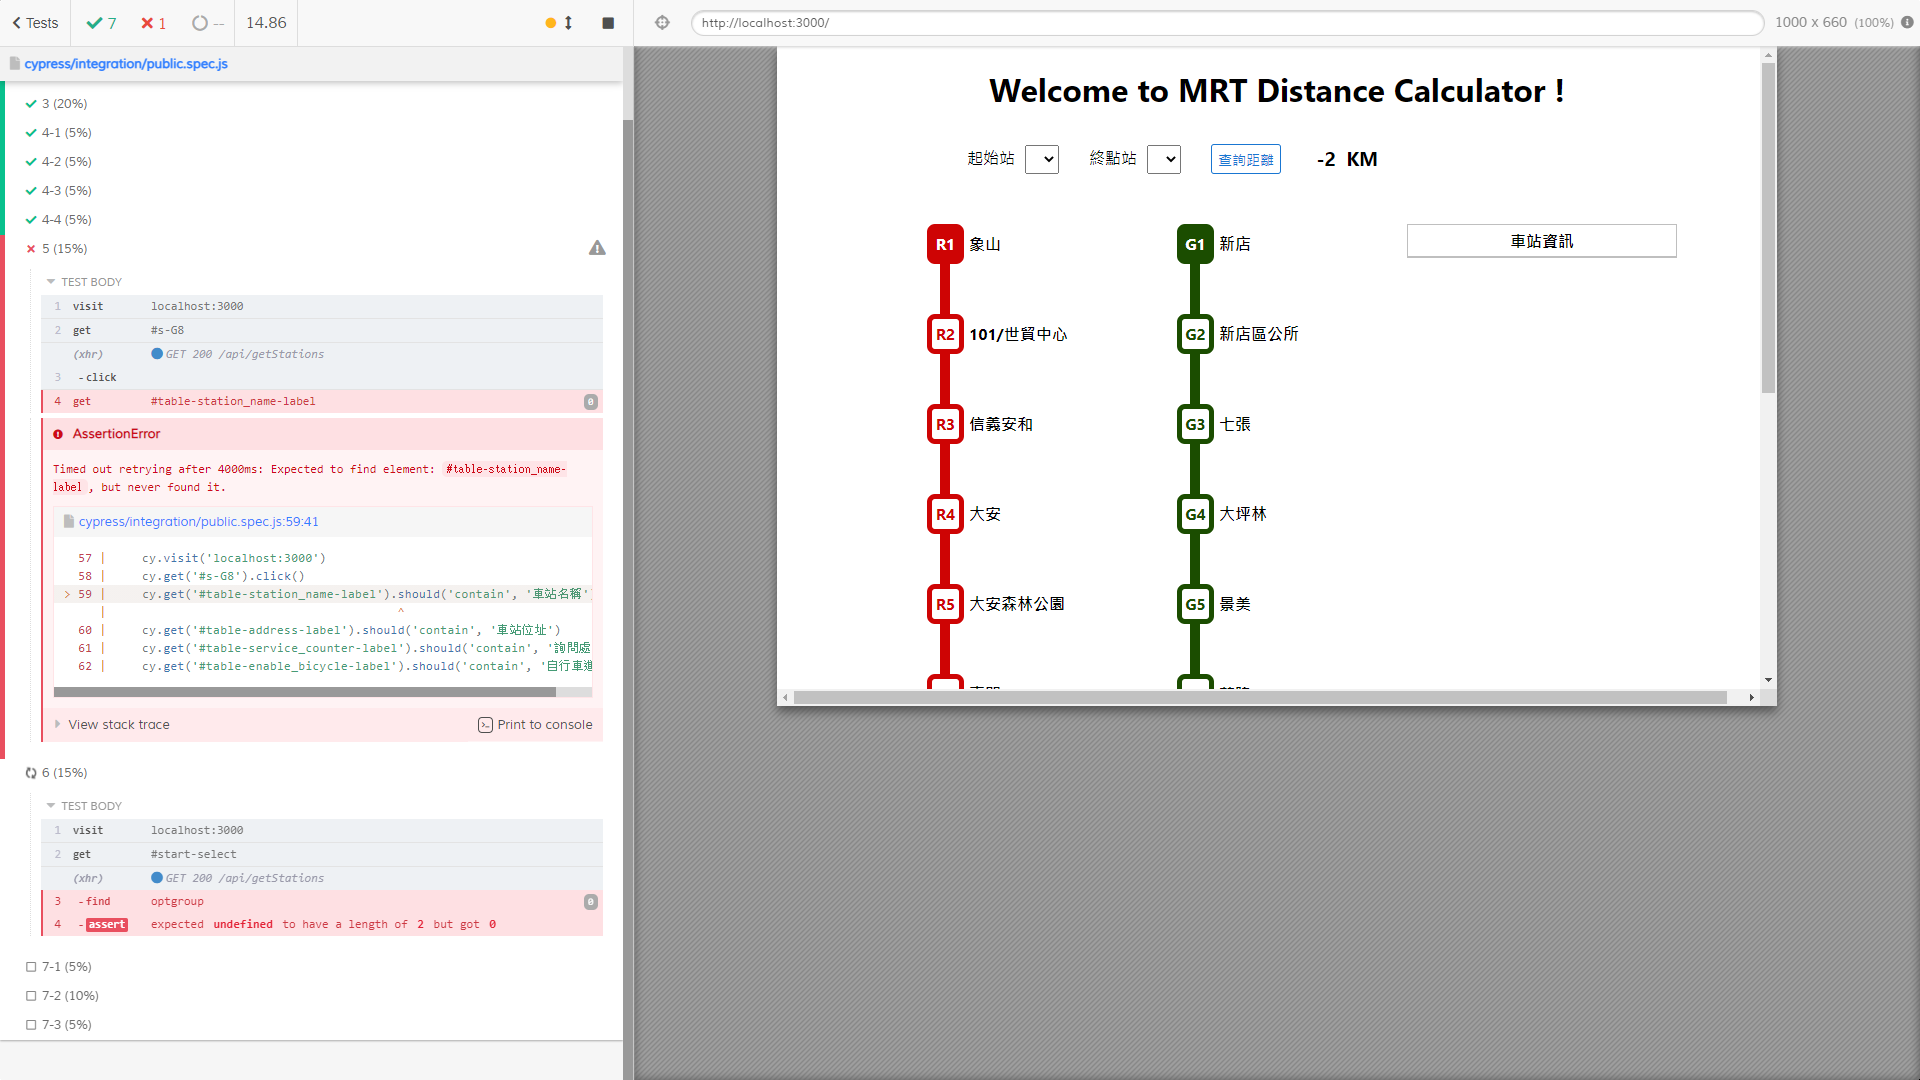 Tests
7
1
--
14.86
http://localhost:3000/
1000 x 660 (100%)
cypress/integration/public.spec.js
3 (20%)
4-1 (5%)
4-2 (5%)
4-3 (5%)
4-4 (5%)
5 (15%)
TEST BODY
1 visit localhost:3000
2 get #s-G8
(xhr) GET 200 /api/getStations
3 -click
4 get #table-station_name-label 0
AssertionError
Timed out retrying after 4000ms: Expected to find element: #table-station_name-
label , but never found it.
cypress/integration/public.spec.js:59:41
57 | cy.visit('localhost:3000')
58 | cy.get('#s-G8').click()
> 59 | cy.get('#table-station_name-label').should('contain', '車站名稱'
| ^
60 | cy.get('#table-address-label').should('contain', '車站位址')
61 | cy.get('#table-service_counter-label').should('contain', '詢問處
62 | cy.get('#table-enable_bicycle-label').should('contain', '自行車進
View stack trace
Print to console
6 (15%)
TEST BODY
1 visit localhost:3000
2 get #start-select
(xhr) GET 200 /api/getStations
3 -find optgroup 0
4 -assert expected undefined to have a length of 2 but got 0
7-1 (5%)
7-2 (10%)
7-3 (5%)
Welcome to MRT Distance Calculator !
起始站 終點站 查詢距離 -2 KM
R1 象山
G1 新店
車站資訊
R2 101/世貿中心
G2 新店區公所
R3 信義安和
G3 七張
R4 大安
G4 大坪林
R5 大安森林公園
G5 景美